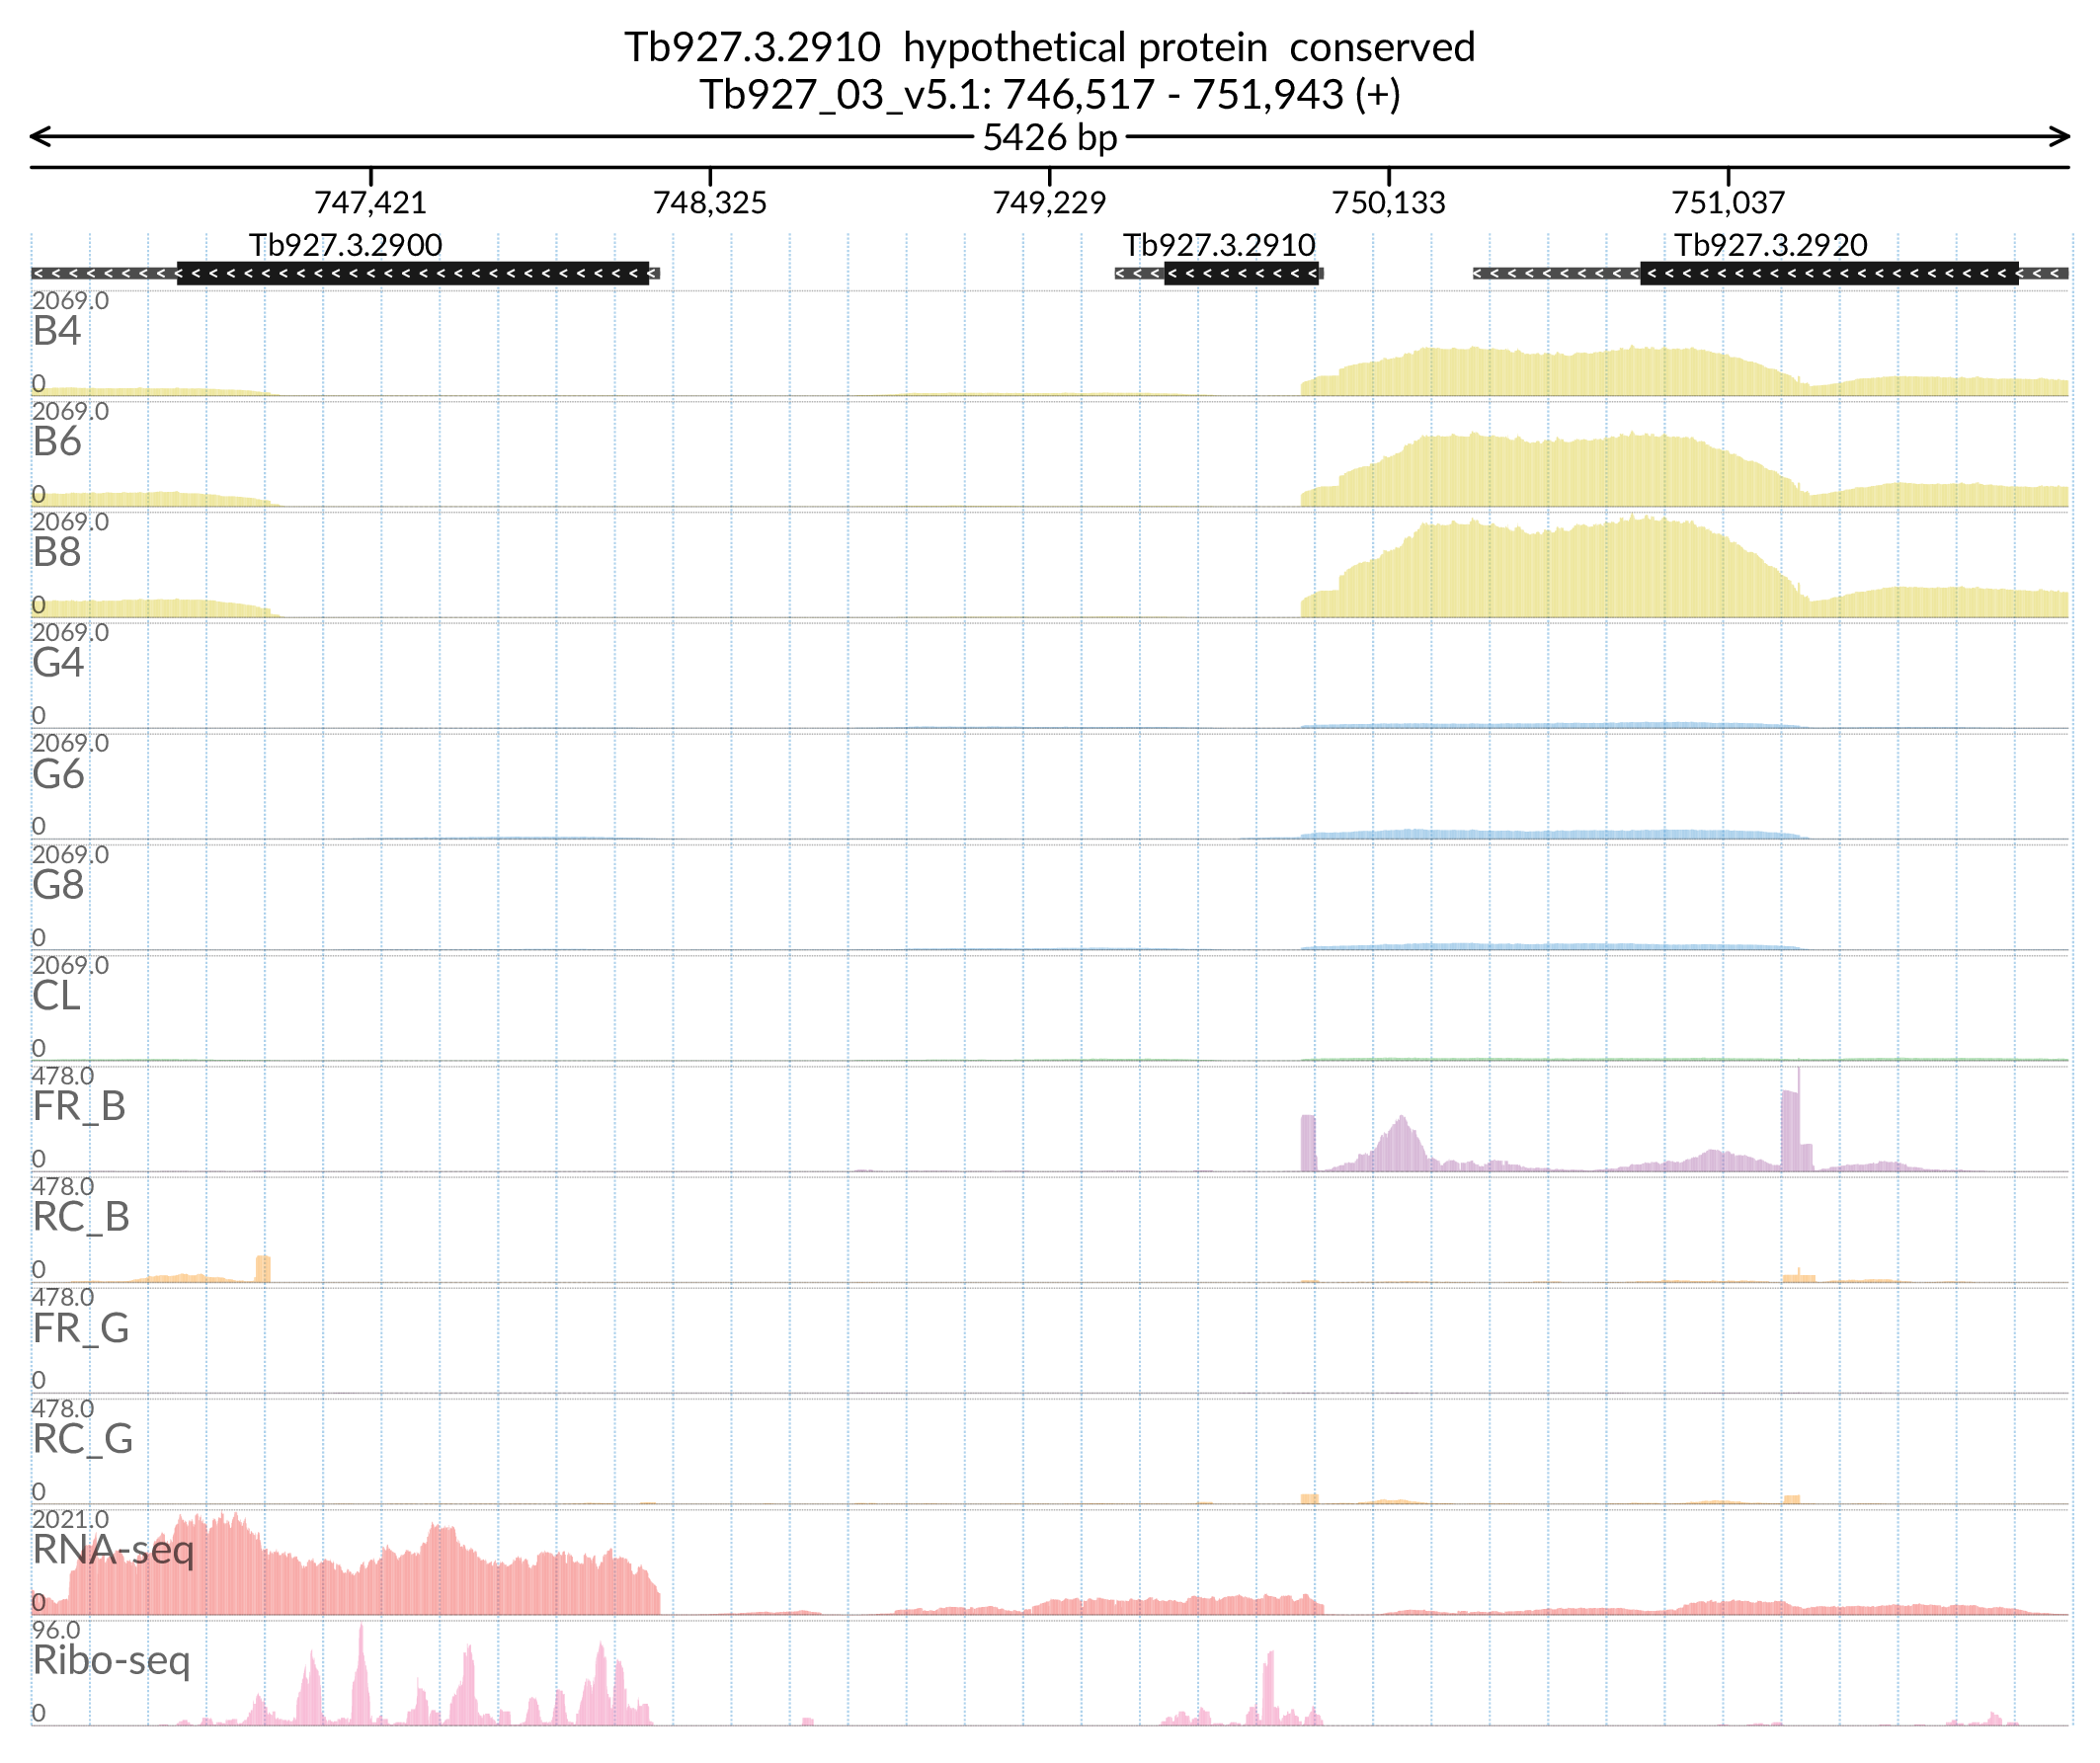 Tb927.3.2910  hypothetical protein  conserved
Tb927_03_v5.1: 746,517 - 751,943 (+)
5426 bp
747,421 748,325 749,229 750,133 751,037
Tb927.3.2900 Tb927.3.2910 Tb927.3.2920
2069.0
B4
0
2069.0
B6
0
2069.0
B8
0
2069.0
G4
0
2069.0
G6
0
2069.0
G8
0
2069.0
CL
0
478.0
FR_B
0
478.0
RC_B
0
478.0
FR_G
0
478.0
RC_G
0
2021.0
RNA-seq
0
96.0
Ribo-seq
0